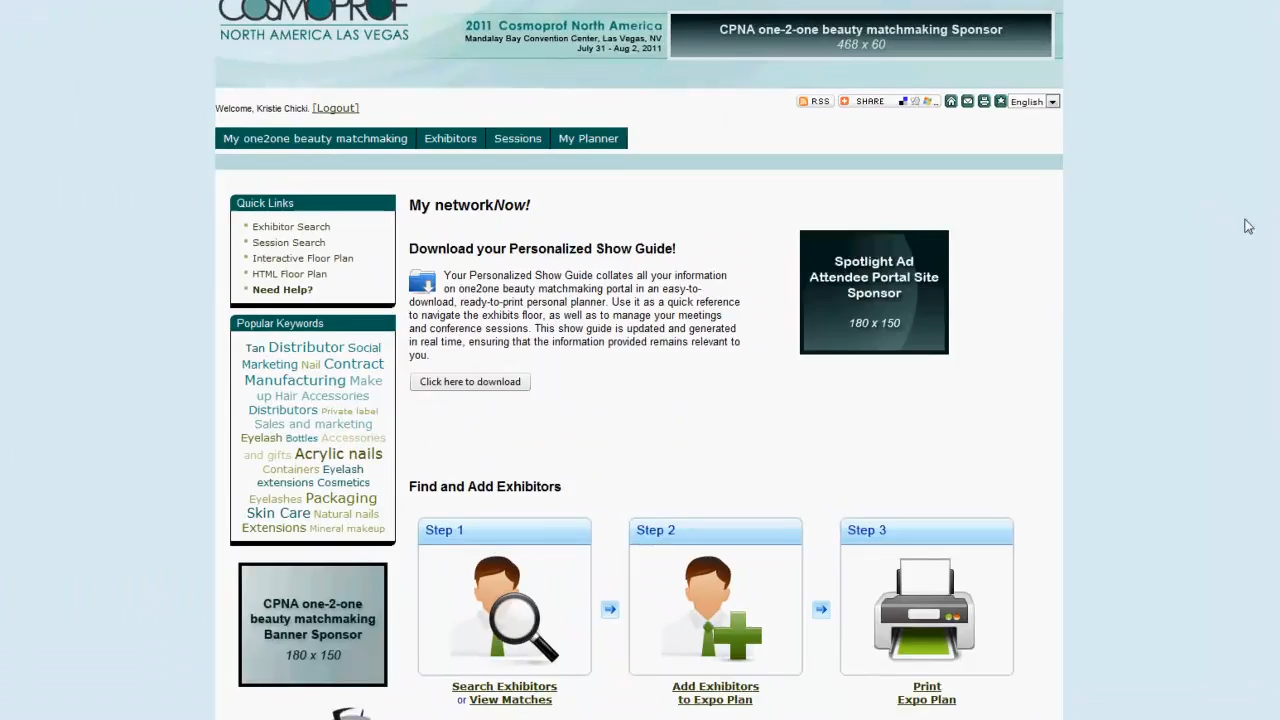 COSMOPROF
NORTH AMERICA LAS VEGAS
2011 Cosmoprof North America
Mandalay Bay Convention Center, Las Vegas, NV
July 31 - Aug 2, 2011
CPNA one-2-one beauty matchmaking Sponsor
468 x 60
Welcome, Kristie Chicki. [Logout]
RSS
SHARE
English
My one2one beauty matchmaking
Exhibitors
Sessions
My Planner
Quick Links
* Exhibitor Search
* Session Search
* Interactive Floor Plan
* HTML Floor Plan
* Need Help?
Popular Keywords
Tan Distributor Social
Marketing Nail Contract
Manufacturing Make
up Hair Accessories
Distributors Private label
Sales and marketing
Eyelash Bottles Accessories
and gifts Acrylic nails
Containers Eyelash
extensions Cosmetics
Eyelashes Packaging
Skin Care Natural nails
Extensions Mineral makeup
CPNA one-2-one
beauty matchmaking
Banner Sponsor
180 x 150
My networkNow!
Download your Personalized Show Guide!
Your Personalized Show Guide collates all your information
on one2one beauty matchmaking portal in an easy-to-
download, ready-to-print personal planner. Use it as a quick reference
to navigate the exhibits floor, as well as to manage your meetings
and conference sessions. This show guide is updated and generated
in real time, ensuring that the information provided remains relevant to
you.
Click here to download
Spotlight Ad
Attendee Portal Site
Sponsor
180 x 150
Find and Add Exhibitors
Step 1
Step 2
Step 3
Search Exhibitors
or View Matches
Add Exhibitors
to Expo Plan
Print
Expo Plan